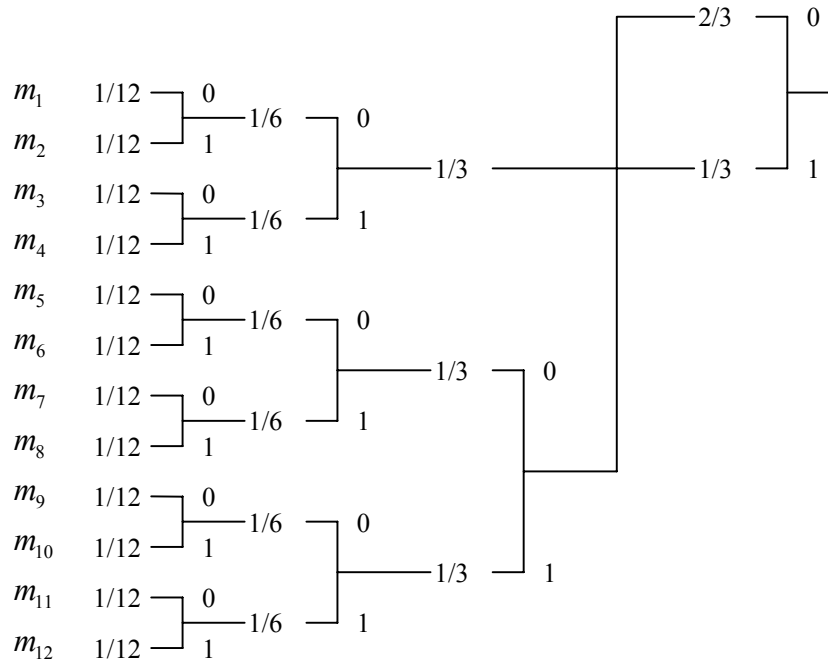 2/3 0
m1 1/12 0
1/6 0
m2 1/12 1
1/3 1/3 1
m3 1/12 0
1/6 1
m4 1/12 1
m5 1/12 0
1/6 0
m6 1/12 1
1/3 0
m7 1/12 0
1/6 1
m8 1/12 1
m9 1/12 0
1/6 0
m10 1/12 1
1/3 1
m11 1/12 0
1/6 1
m12 1/12 1